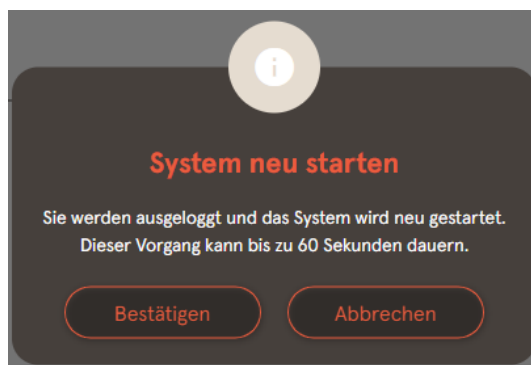 System neu starten
Sie werden ausgeloggt und das System wird neu gestartet.
Dieser Vorgang kann bis zu 60 Sekunden dauern.
Bestätigen
Abbrechen